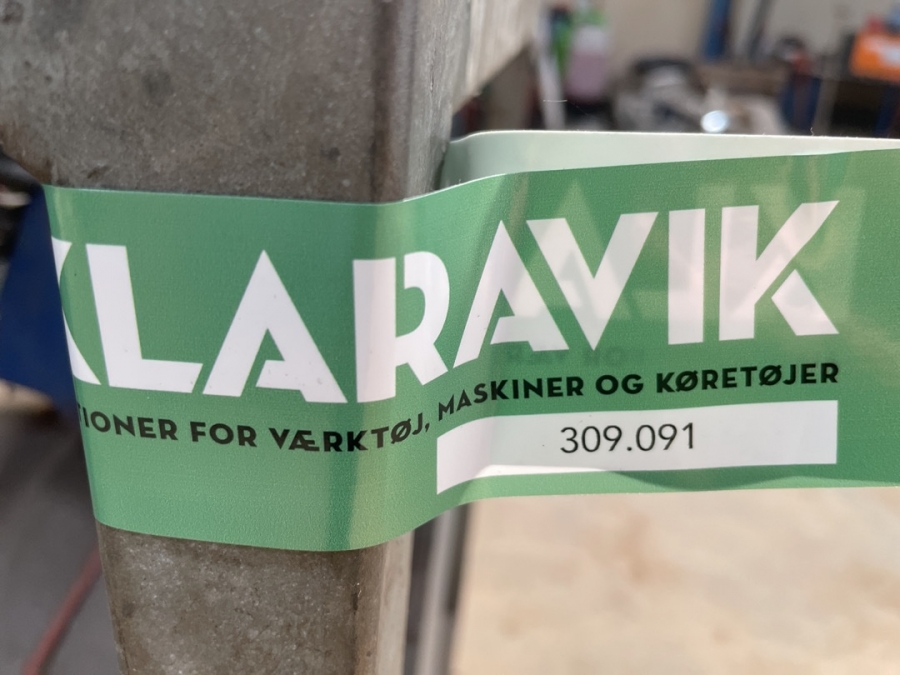 KLARAVIK
TIONER FOR VÆRKTØJ, MASKINER OG KØRETØJER
309.091